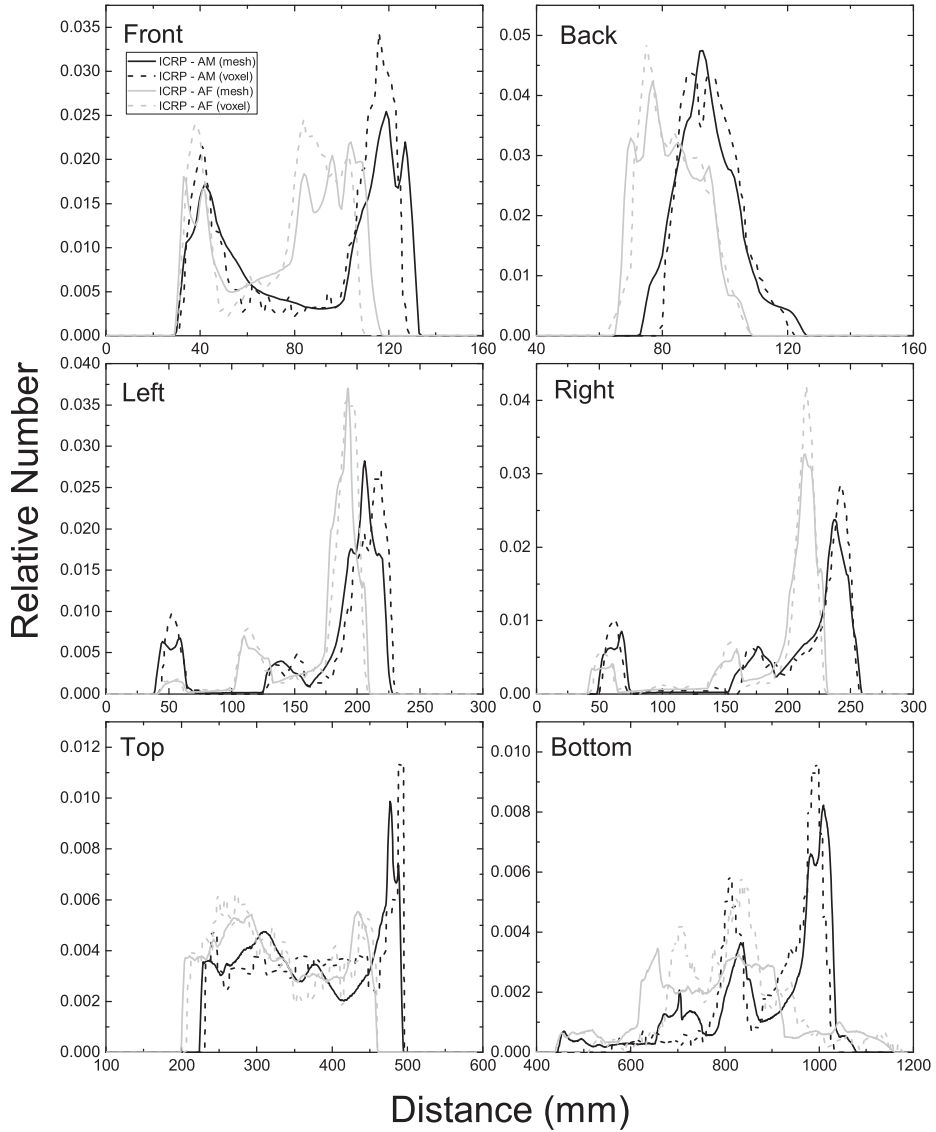 Front
ICRP - AM (mesh)
ICRP - AM (voxel)
ICRP - AF (mesh)
ICRP - AF (voxel)
0.035
0.030
0.025
0.020
0.015
0.010
0.005
0.000
0 40 80 120 160
Back
0.05
0.04
0.03
0.02
0.01
0.00
40 80 120 160
Left
0.040
0.035
0.030
0.025
0.020
0.015
0.010
0.005
0.000
0 50 100 150 200 250 300
Right
0.04
0.03
0.02
0.01
0.00
0 50 100 150 200 250 300
Top
0.012
0.010
0.008
0.006
0.004
0.002
0.000
100 200 300 400 500 600
Bottom
0.010
0.008
0.006
0.004
0.002
0.000
400 600 800 1000 1200
Relative Number
Distance (mm)